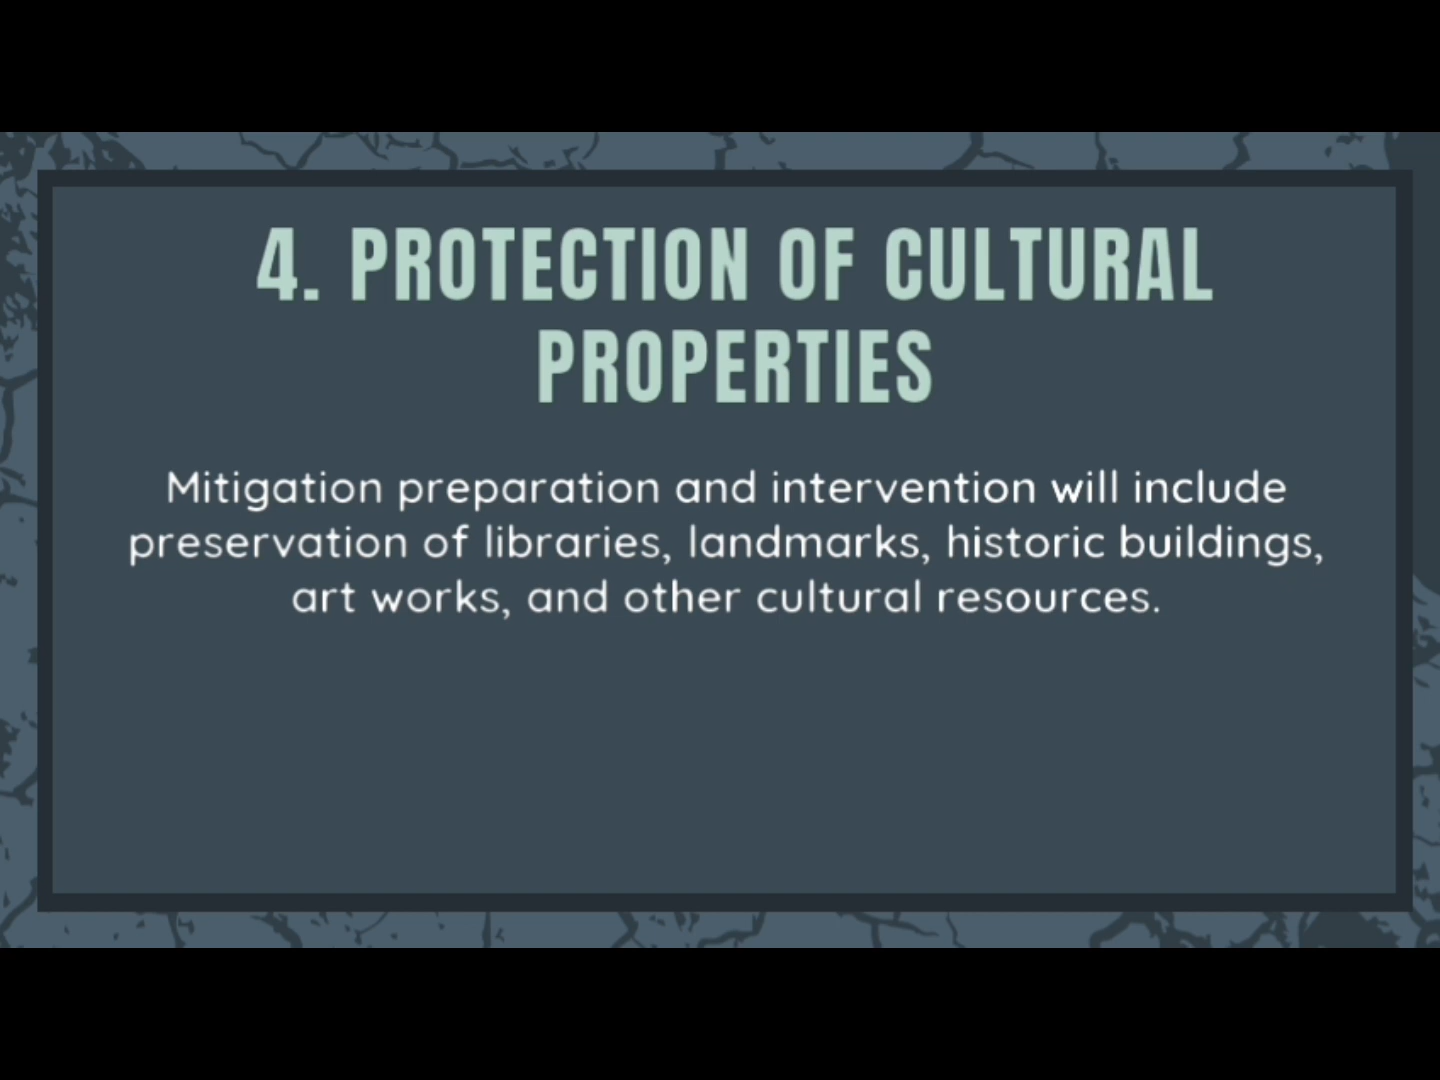 4. PROTECTION OF CULTURAL
PROPERTIES
Mitigation preparation and intervention will include
preservation of libraries, landmarks, historic buildings,
art works, and other cultural resources.